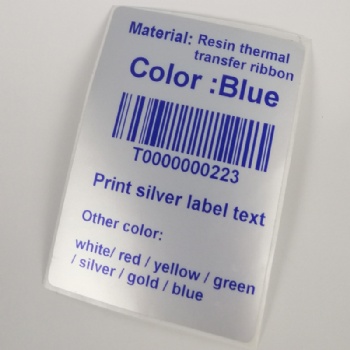 Material: Resin thermal
transfer ribbon
Color :Blue
T0000000223
Print silver label text
Other color:
white/ red / yellow / green
/ silver / gold / blue